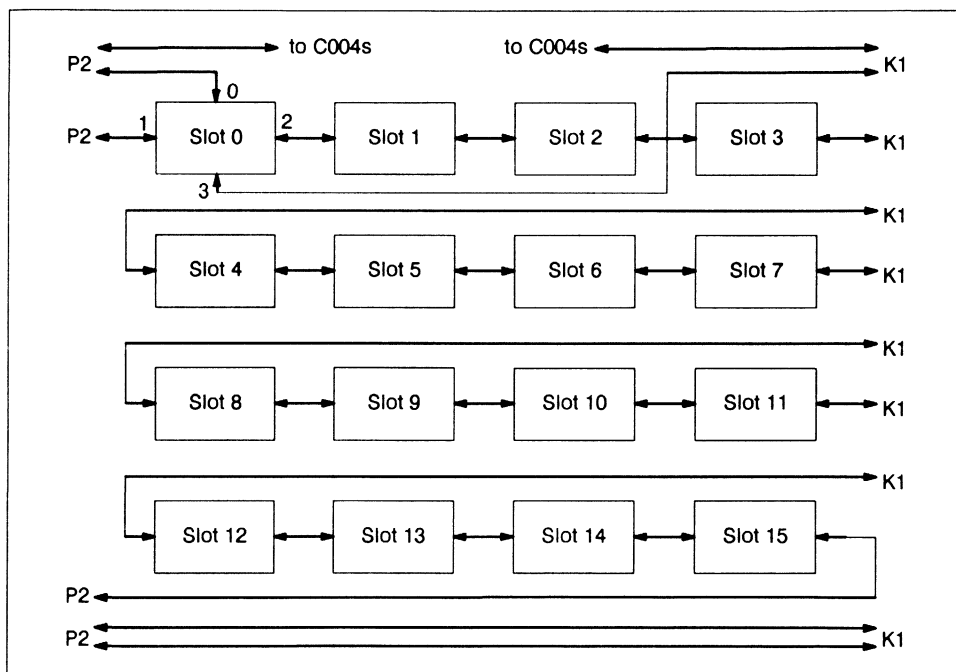 to C004s to C004s
P2 K1
0
P2 1 Slot 0 2 Slot 1 Slot 2 Slot 3 K1
3
K1
Slot 4 Slot 5 Slot 6 Slot 7 K1
K1
Slot 8 Slot 9 Slot 10 Slot 11 K1
K1
Slot 12 Slot 13 Slot 14 Slot 15
P2
P2 K1